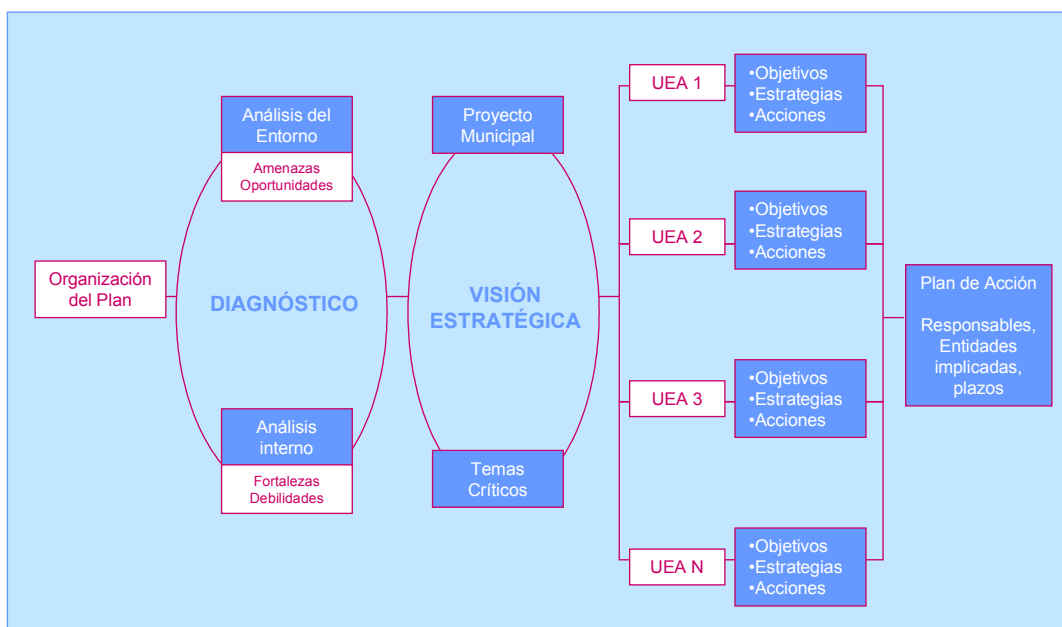 Organización
del Plan
Análisis del
Entorno
Amenazas
Oportunidades
DIAGNÓSTICO
Análisis
interno
Fortalezas
Debilidades
Proyecto
Municipal
VISIÓN
ESTRATÉGICA
Temas
Críticos
UEA 1
•Objetivos
•Estrategias
•Acciones
UEA 2
•Objetivos
•Estrategias
•Acciones
UEA 3
•Objetivos
•Estrategias
•Acciones
UEA N
•Objetivos
•Estrategias
•Acciones
Plan de Acción
Responsables,
Entidades
implicadas,
plazos